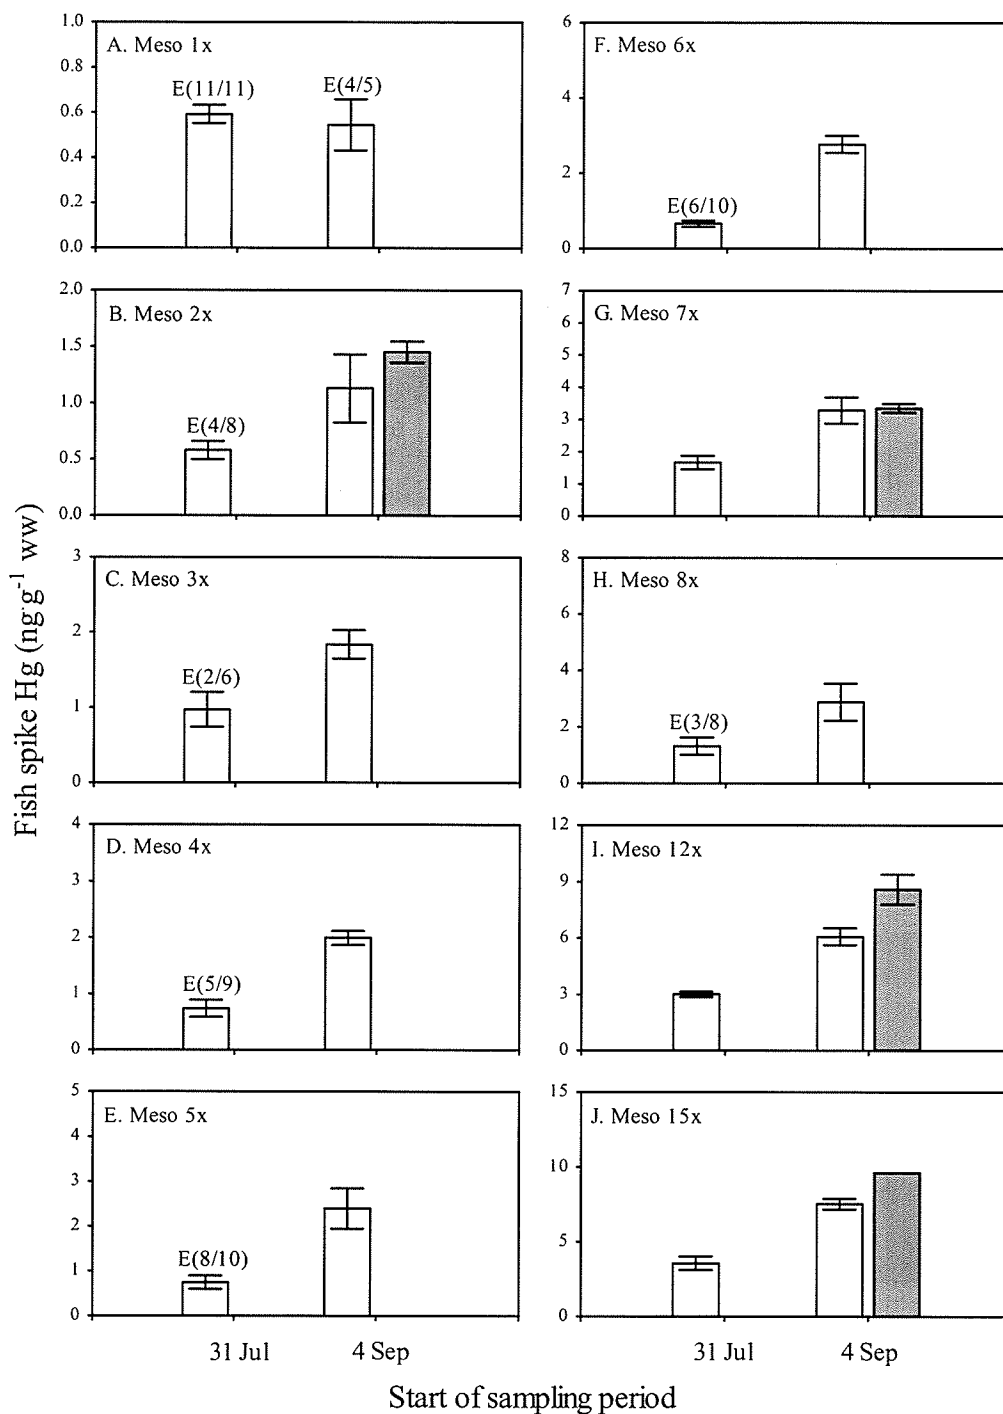 A. Meso 1x
1.0
0.8
0.6
0.4
0.2
0.0
E(11/11)
E(4/5)
B. Meso 2x
2.0
1.5
1.0
0.5
0.0
E(4/8)
C. Meso 3x
3
2
1
0
E(2/6)
D. Meso 4x
4
3
2
1
0
E(5/9)
E. Meso 5x
5
4
3
2
1
0
E(8/10)
F. Meso 6x
6
4
2
0
E(6/10)
G. Meso 7x
7
6
5
4
3
2
1
0
H. Meso 8x
8
6
4
2
0
E(3/8)
I. Meso 12x
12
9
6
3
0
J. Meso 15x
15
10
5
0
31 Jul
4 Sep
31 Jul
4 Sep
Fish spike Hg (ng·g⁻¹ ww)
Start of sampling period